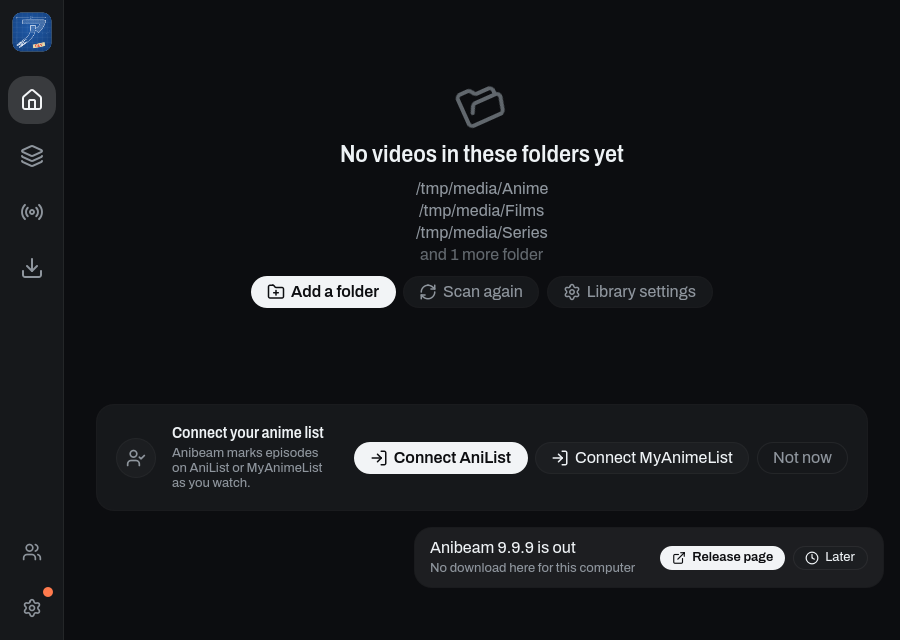 No videos in these folders yet
/tmp/media/Anime
/tmp/media/Films
/tmp/media/Series
and 1 more folder
Add a folder
Scan again
Library settings
Connect your anime list
Anibeam marks episodes
on AniList or MyAnimeList
as you watch.
Connect AniList
Connect MyAnimeList
Not now
Anibeam 9.9.9 is out
No download here for this computer
Release page
Later